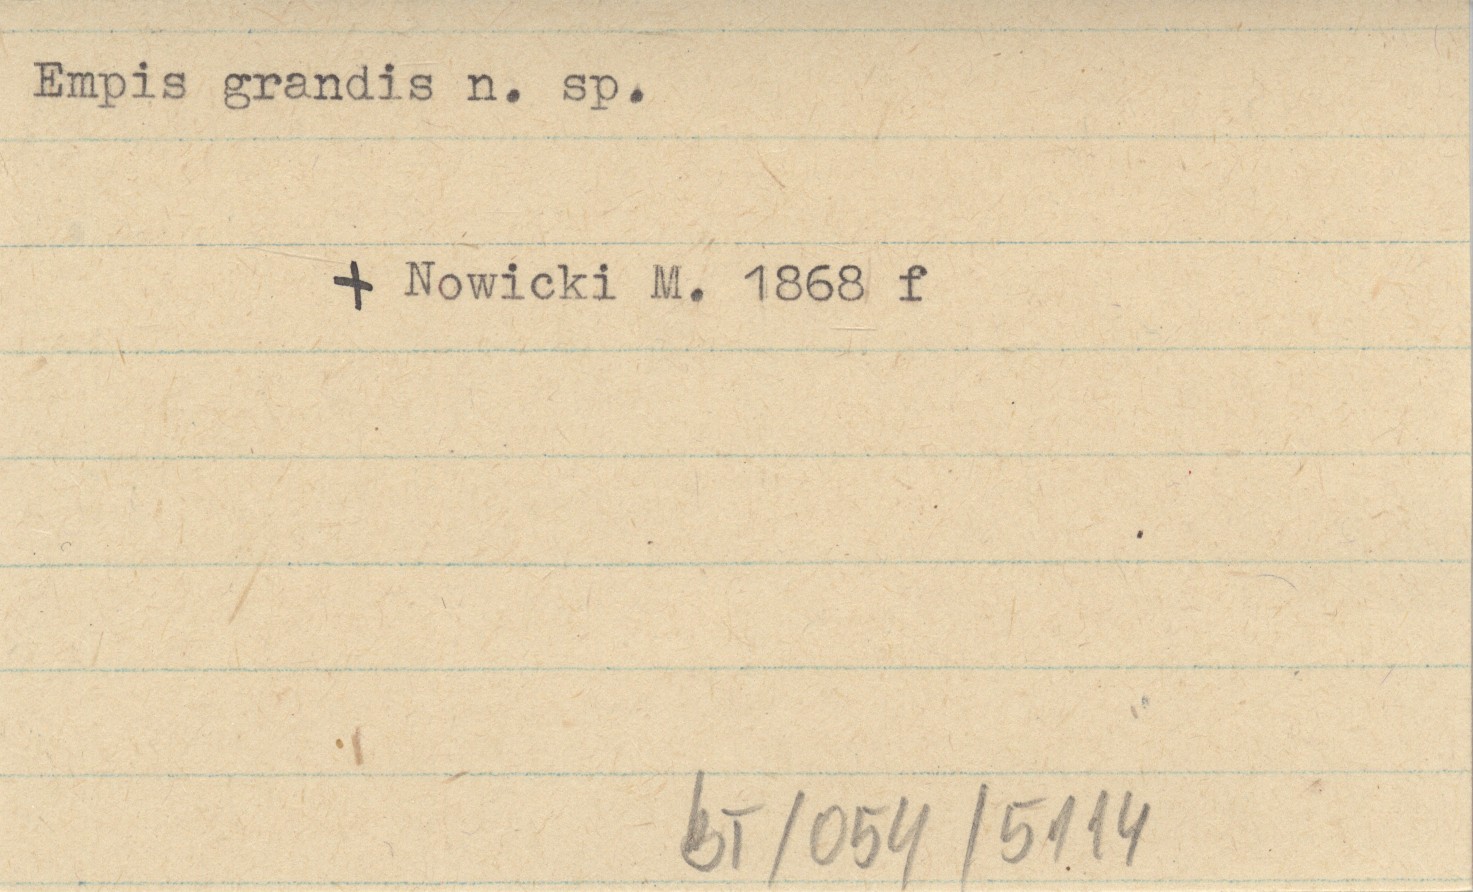 Empis grandis n. sp.
+ Nowicki M. 1868 f
BT/054/5114